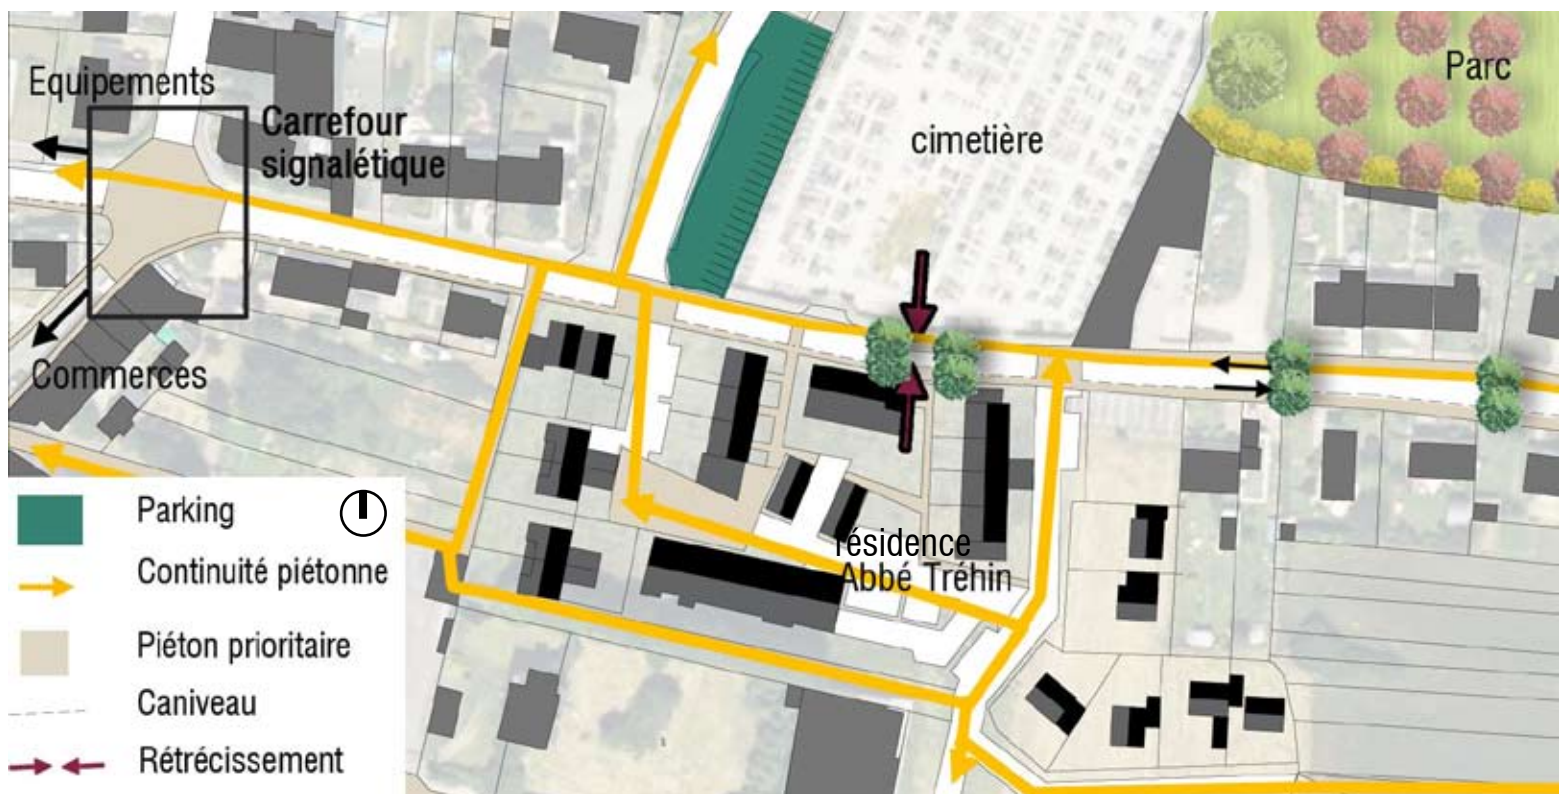 Equipements
Parc
Carrefour
signalétique
cimetière
Commerces
résidence
Abbé Tréhin
Parking
Continuité piétonne
Piéton prioritaire
Caniveau
Rétrécissement